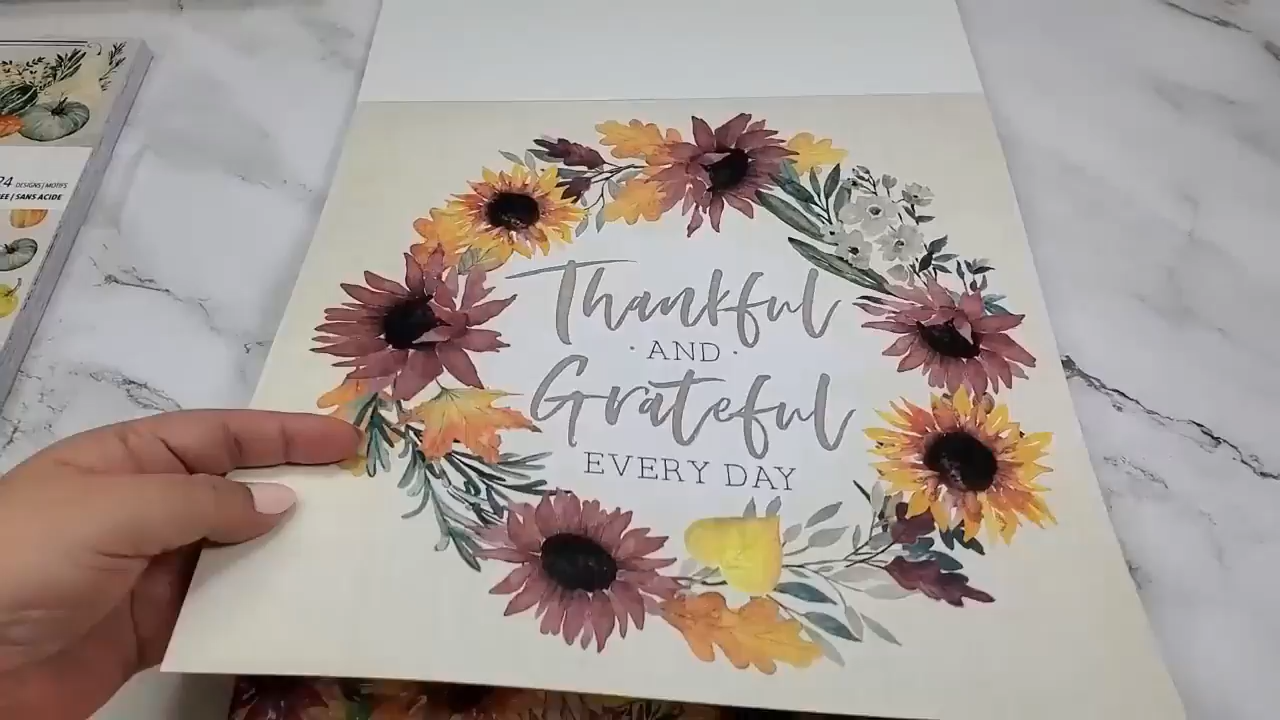 24 DESIGNS | MOTIFS
SANS ACIDE
Thankful
· AND ·
Grateful
EVERY DAY